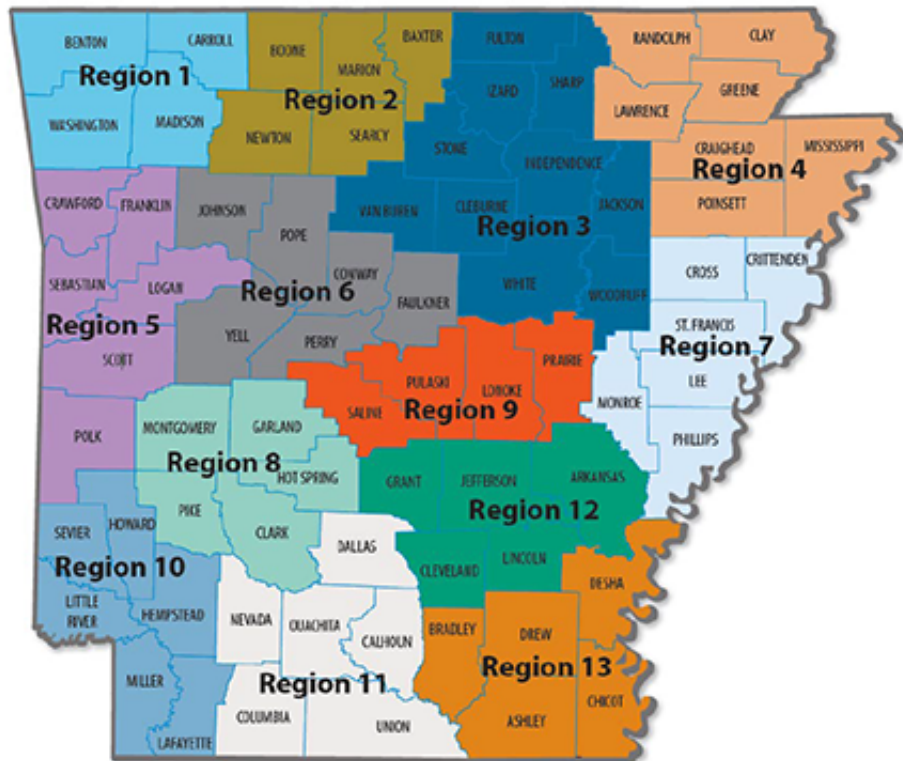 BENTON
CARROLL
Region 1
WASHINGTON
MADISON
BOONE
MARION
BAXTER
Region 2
NEWTON
SEARCY
FULTON
SHARP
IZARD
STONE
INDEPENDENCE
VAN BUREN
CLEBURNE
JACKSON
Region 3
WHITE
WOODRUFF
RANDOLPH
CLAY
GREENE
LAWRENCE
CRAIGHEAD
MISSISSIPPI
Region 4
POINSETT
CRAWFORD
FRANKLIN
SEBASTIAN
LOGAN
Region 5
SCOTT
POLK
JOHNSON
POPE
CONWAY
Region 6
FAULKNER
YELL
PERRY
CROSS
CRITTENDEN
ST. FRANCIS
Region 7
LEE
MONROE
PHILLIPS
MONTGOMERY
GARLAND
Region 8
HOT SPRING
PIKE
CLARK
PULASKI
LONOKE
PRAIRIE
SALINE
Region 9
HOWARD
SEVIER
Region 10
LITTLE
RIVER
HEMPSTEAD
MILLER
LAFAYETTE
DALLAS
NEVADA
OUACHITA
CALHOUN
Region 11
COLUMBIA
UNION
GRANT
JEFFERSON
ARKANSAS
Region 12
CLEVELAND
LINCOLN
DESHA
BRADLEY
DREW
Region 13
CHICOT
ASHLEY